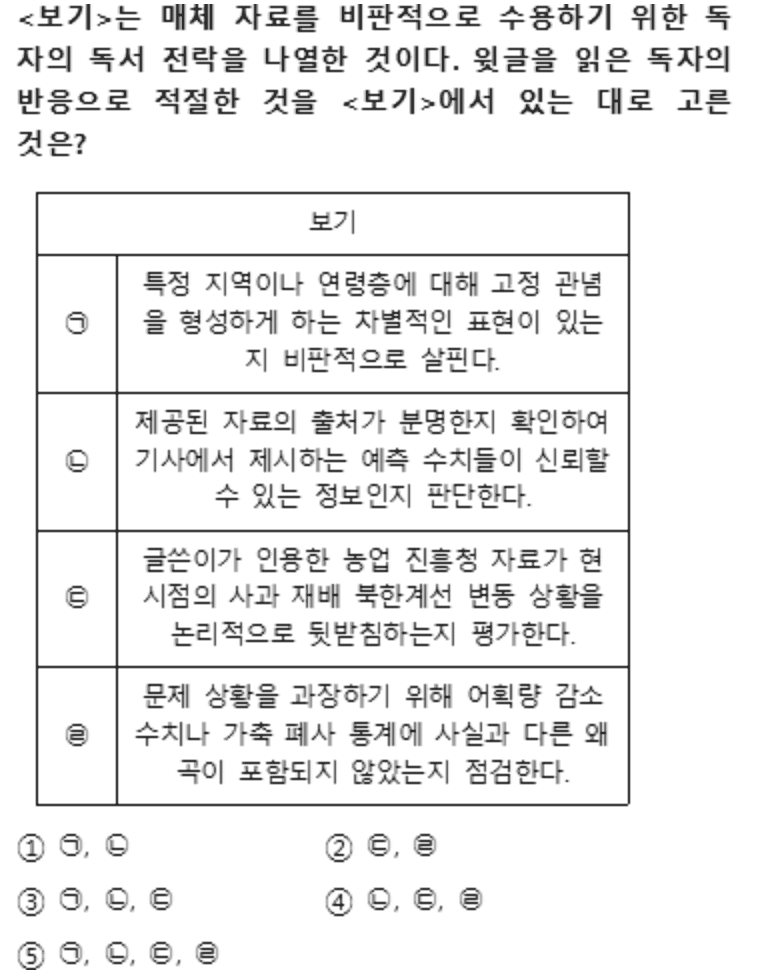 <보기>는 매체 자료를 비판적으로 수용하기 위한 독
자의 독서 전략을 나열한 것이다. 윗글을 읽은 독자의
반응으로 적절한 것을 <보기>에서 있는 대로 고른
것은?
보기
㉠ 특정 지역이나 연령층에 대해 고정 관념
을 형성하게 하는 차별적인 표현이 있는
지 비판적으로 살핀다.
㉡ 제공된 자료의 출처가 분명한지 확인하여
기사에서 제시하는 예측 수치들이 신뢰할
수 있는 정보인지 판단한다.
㉢ 글쓴이가 인용한 농업 진흥청 자료가 현
시점의 사과 재배 북한계선 변동 상황을
논리적으로 뒷받침하는지 평가한다.
㉣ 문제 상황을 과장하기 위해 어획량 감소
수치나 가축 폐사 통계에 사실과 다른 왜
곡이 포함되지 않았는지 점검한다.
① ㉠, ㉡ ② ㉢, ㉣
③ ㉠, ㉡, ㉢ ④ ㉡, ㉢, ㉣
⑤ ㉠, ㉡, ㉢, ㉣